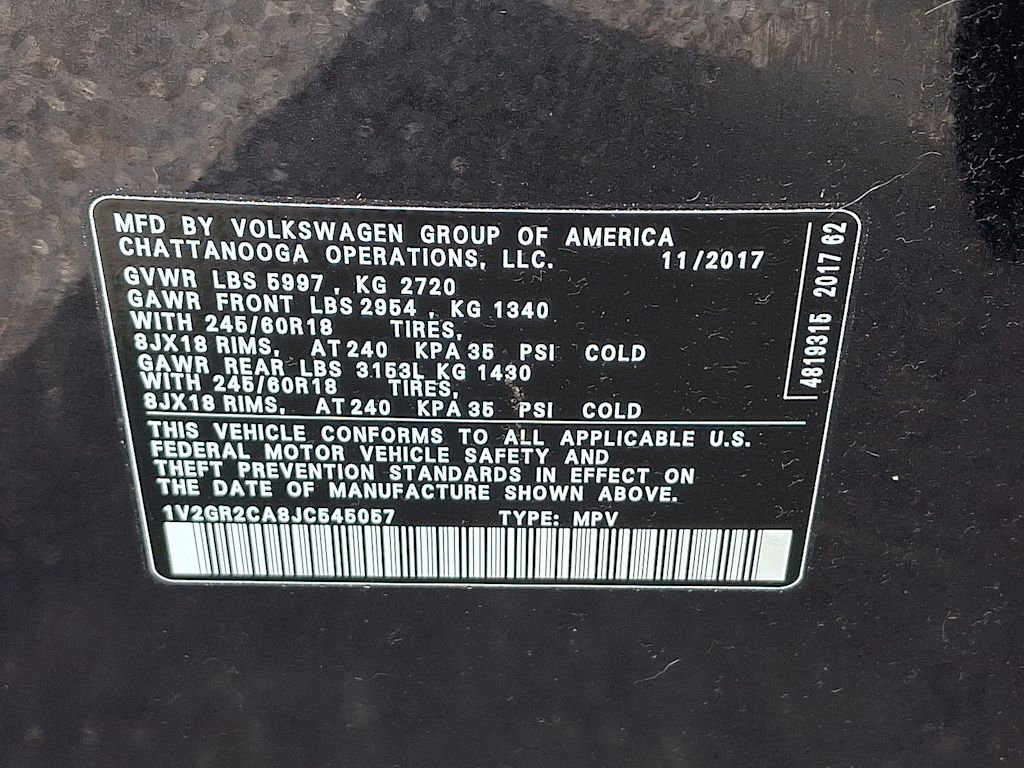 MFD BY VOLKSWAGEN GROUP OF AMERICA
CHATTANOOGA OPERATIONS, LLC. 11/2017
GVWR LBS 5997 , KG 2720
GAWR FRONT LBS 2954 , KG 1340
WITH 245/60R18 TIRES,
8JX18 RIMS, AT 240 KPA 35 PSI COLD
GAWR REAR LBS 3153L KG 1430
WITH 245/60R18 TIRES,
8JX18 RIMS, AT 240 KPA 35 PSI COLD
THIS VEHICLE CONFORMS TO ALL APPLICABLE U.S.
FEDERAL MOTOR VEHICLE SAFETY AND
THEFT PREVENTION STANDARDS IN EFFECT ON
THE DATE OF MANUFACTURE SHOWN ABOVE.
1V2GR2CA8JC545057 TYPE: MPV
4819315 2017 62